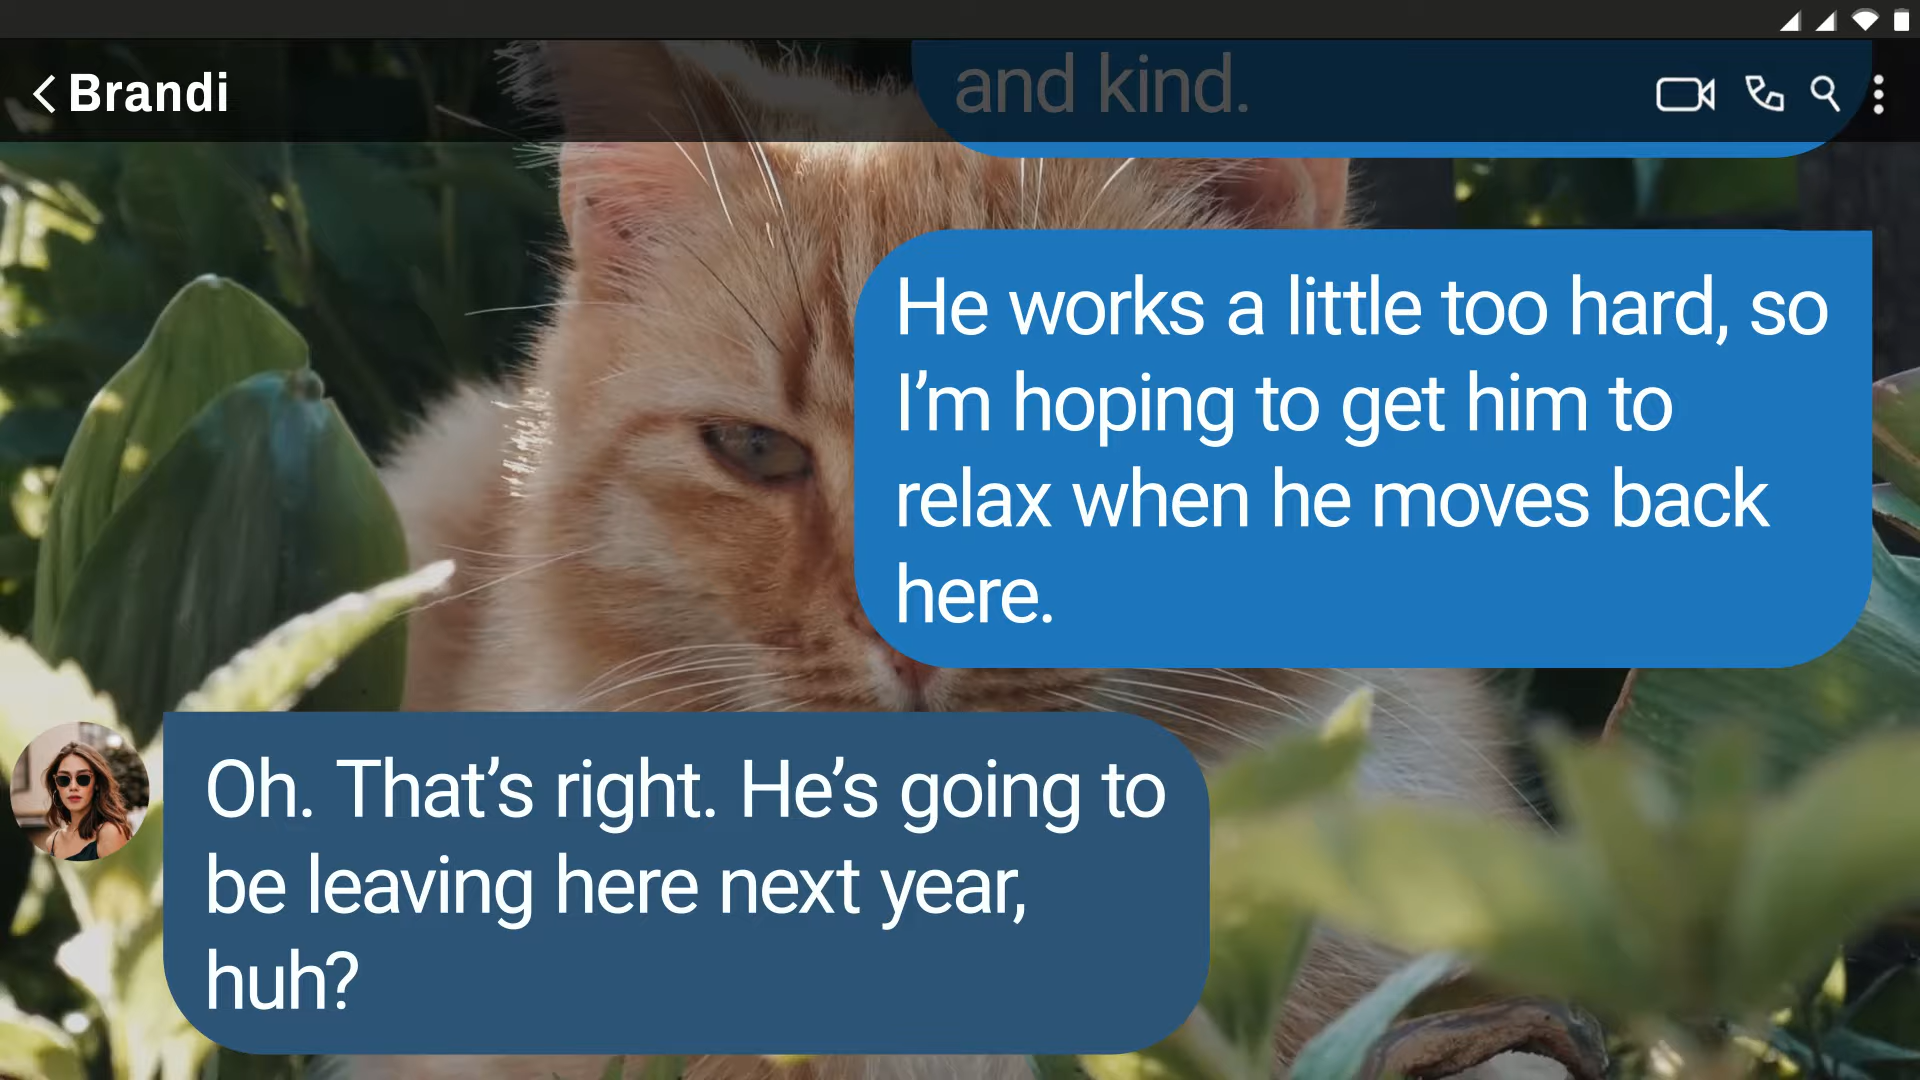 Brandi
and kind.
He works a little too hard, so
I’m hoping to get him to
relax when he moves back
here.
Oh. That’s right. He’s going to
be leaving here next year,
huh?